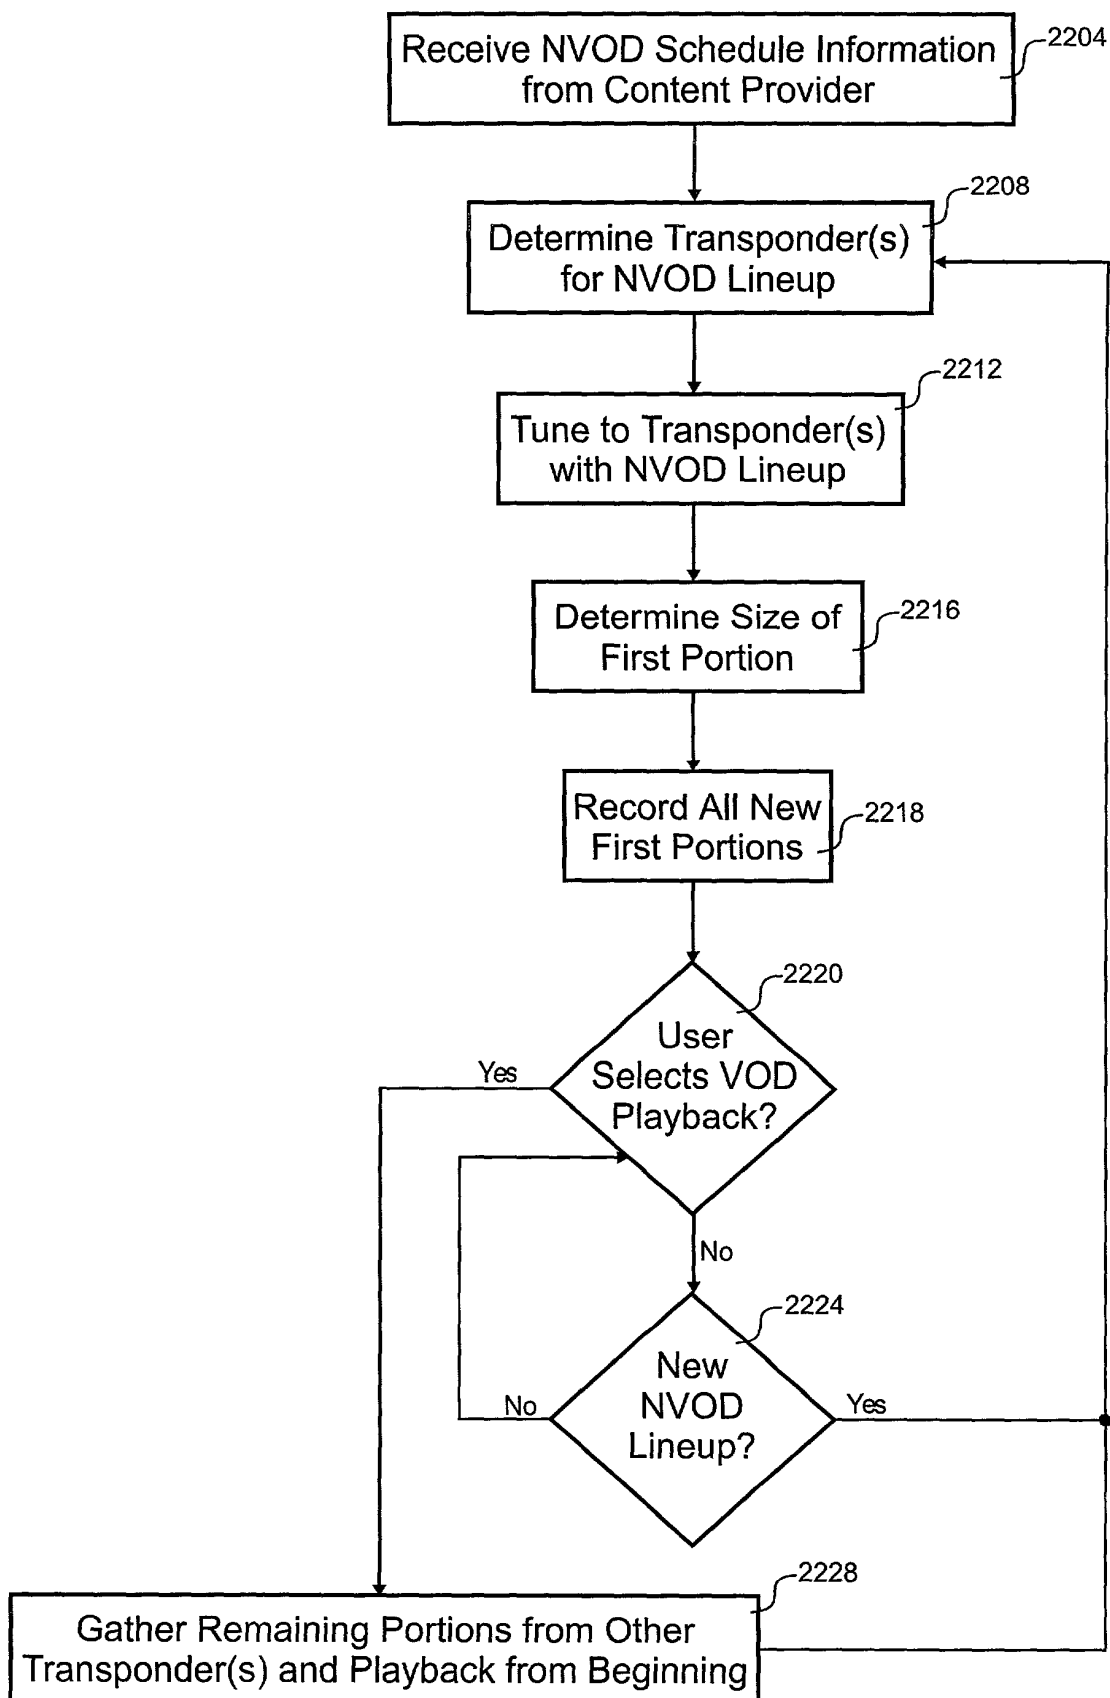 Receive NVOD Schedule Information
from Content Provider
2204
2208
Determine Transponder(s)
for NVOD Lineup
2212
Tune to Transponder(s)
with NVOD Lineup
Determine Size of
First Portion
2216
Record All New
First Portions
2218
2220
User
Selects VOD
Playback?
Yes
No
2224
New
NVOD
Lineup?
No
Yes
2228
Gather Remaining Portions from Other
Transponder(s) and Playback from Beginning